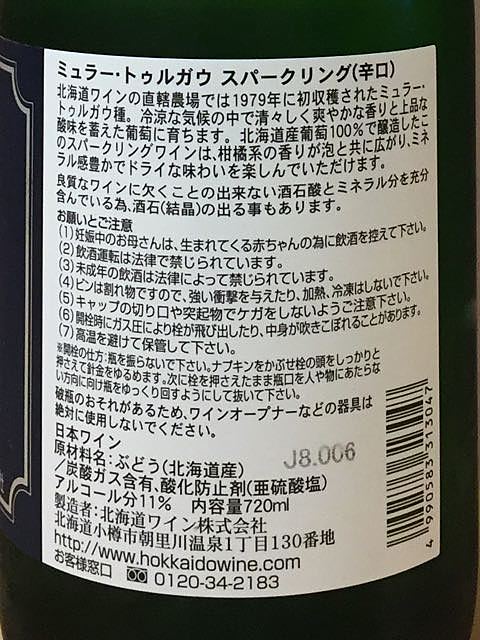 ミュラー・トゥルガウ スパークリング(辛口)
北海道ワインの直轄農場では1979年に初収穫されたミュラー・
トゥルガウ種。冷涼な気候の中で清々しく爽やかな香りと上品な
酸味を蓄えた葡萄に育ちます。北海道産葡萄100%で醸造したこ
のスパークリングワインは、柑橘系の香りが泡と共に広がり、ミネ
ラル感豊かでドライな味わいを楽しんでいただけます。
良質なワインに欠くことの出来ない酒石酸とミネラル分を充分
含んでいる為、酒石(結晶)の出る事もあります。
お願いとご注意
(1)妊娠中のお母さんは、生まれてくる赤ちゃんの為に飲酒を控えて下さい。
(2)飲酒運転は法律で禁じられています。
(3)未成年の飲酒は法律によって禁じられています。
(4)ビンは割れ物ですので、強い衝撃を与えたり、加熱、冷凍はしないで下さい。
(5)キャップの切り口や突起物でケガをしないようご注意下さい。
(6)開栓時にガス圧により栓が飛び出したり、中身が吹きこぼれることがあります。
(7)高温を避けて保管して下さい。
※開栓の仕方:瓶を振らないで下さい。ナプキンをかぶせ栓の頭をしっかりと
押さえて針金をゆるめます。次に栓を押さえたまま瓶口を人や物にあたらな
い方向に向け瓶をゆっくり回すようにして抜いて下さい。
破瓶のおそれがあるため、ワインオープナーなどの器具は
絶対に使用しないでください。
日本ワイン
原材料名:ぶどう(北海道産)
/炭酸ガス含有、酸化防止剤(亜硫酸塩)
アルコール分11% 内容量720ml
製造者:北海道ワイン株式会社
北海道小樽市朝里川温泉1丁目130番地
http://www.hokkaidowine.com
お客様窓口 0120-34-2183
J8.006
4 990583 313047